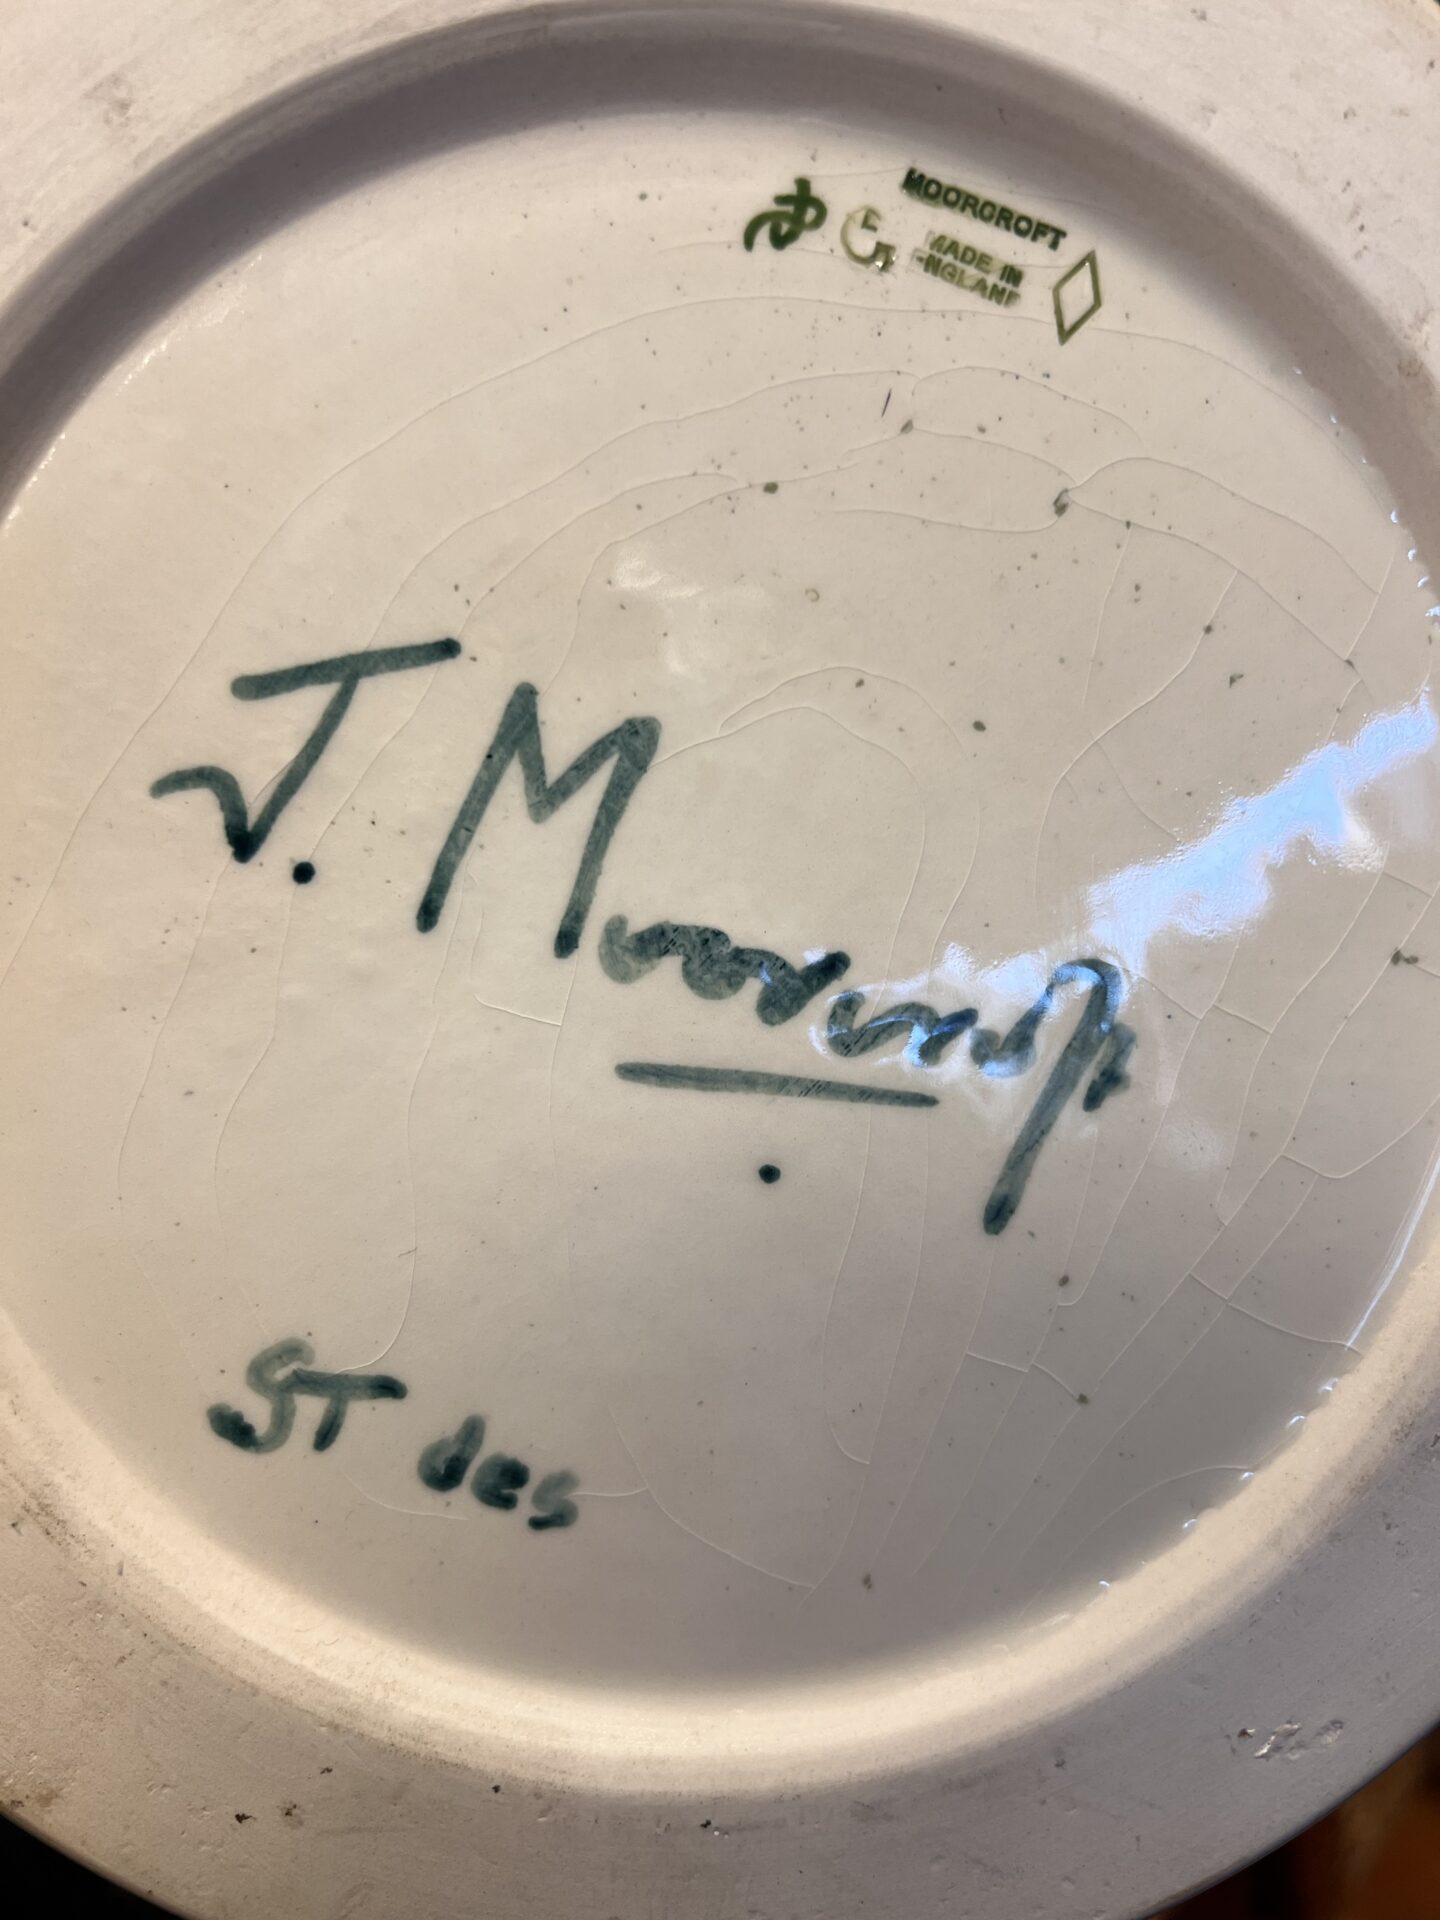 MOORCROFT
MADE IN
ENGLAND
J. Moorcroft
ST des